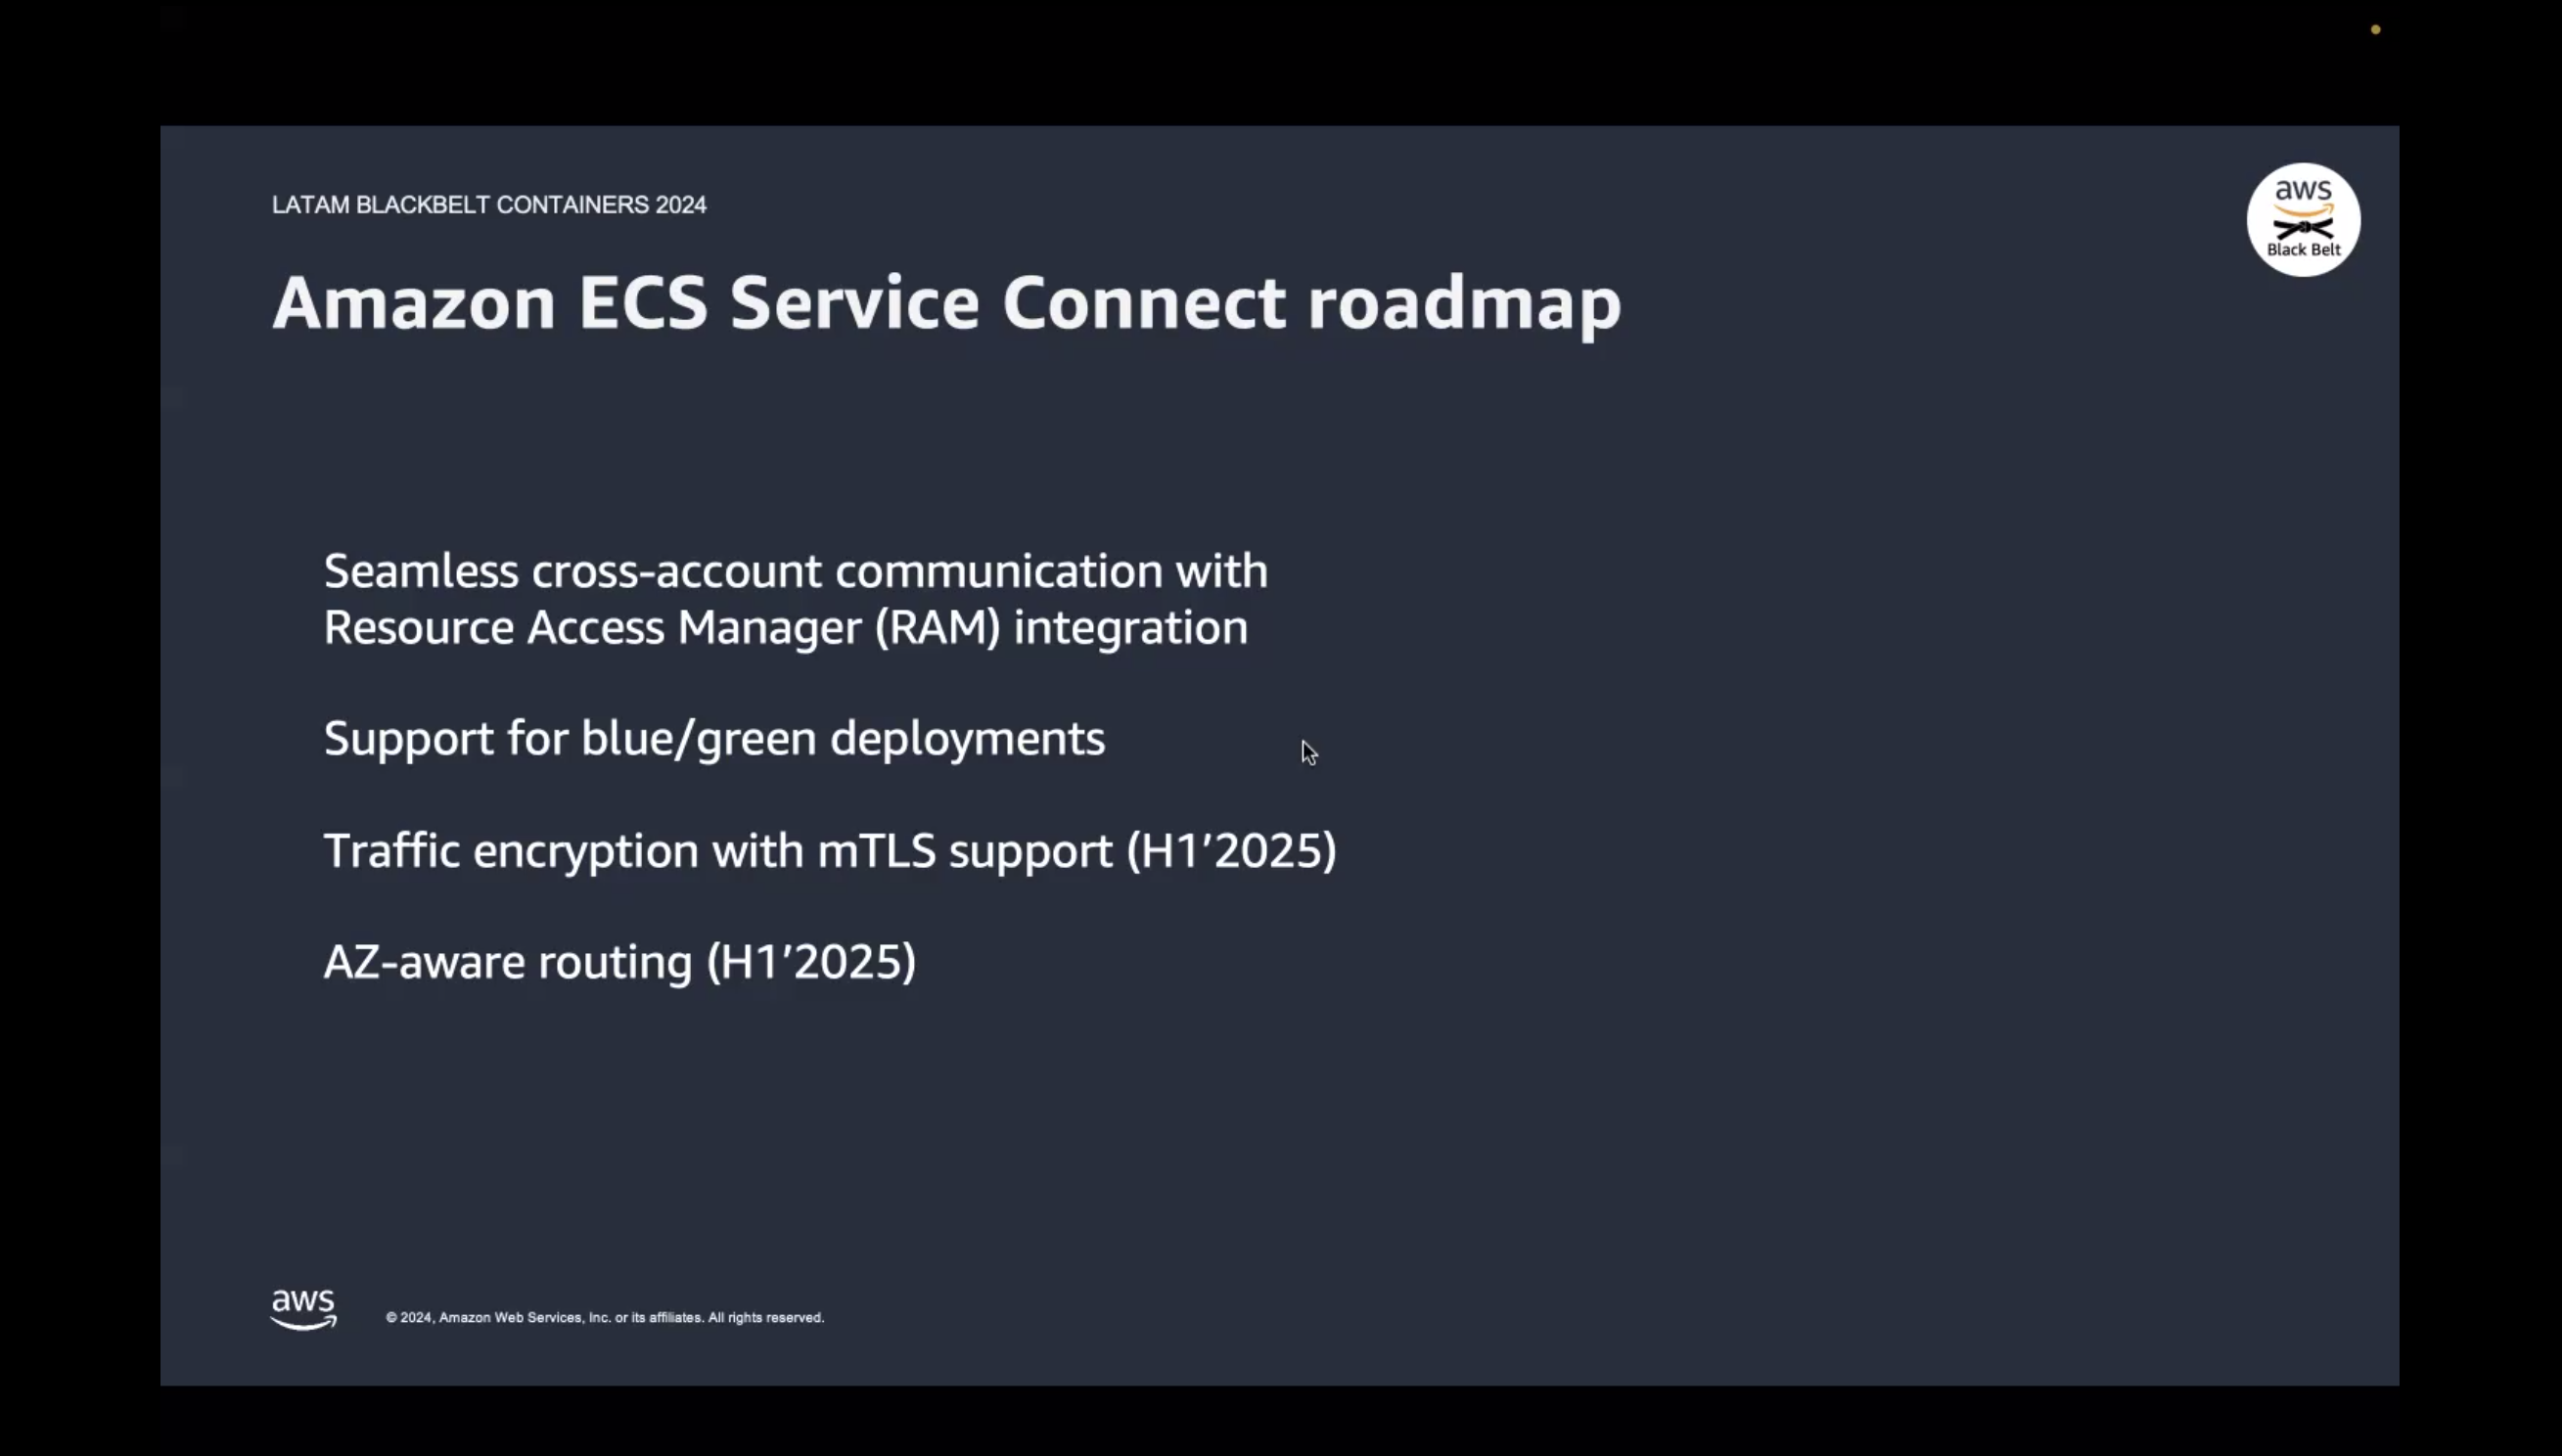 LATAM BLACKBELT CONTAINERS 2024
aws
Black Belt
Amazon ECS Service Connect roadmap
Seamless cross-account communication with
Resource Access Manager (RAM) integration
Support for blue/green deployments
Traffic encryption with mTLS support (H1’2025)
AZ-aware routing (H1’2025)
aws
© 2024, Amazon Web Services, Inc. or its affiliates. All rights reserved.